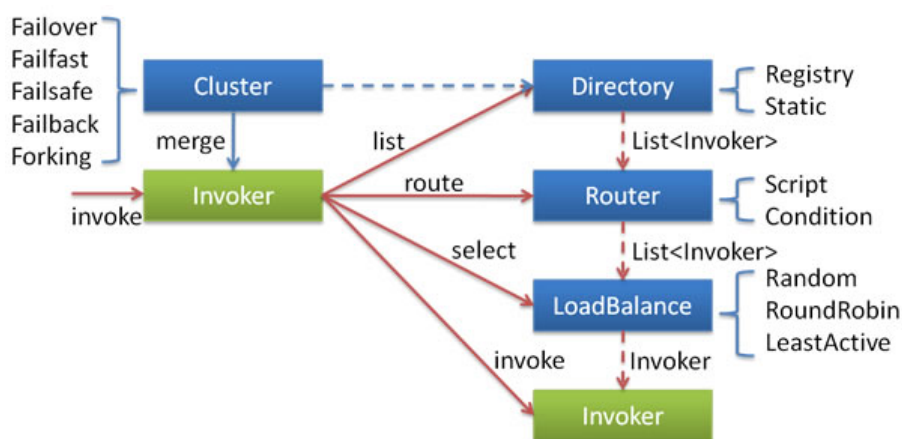 Failover
Failfast
Failsafe
Failback
Forking
Cluster
Directory
Registry
Static
merge
list
List<Invoker>
invoke
Invoker
route
Router
Script
Condition
select
List<Invoker>
LoadBalance
Random
RoundRobin
LeastActive
invoke
Invoker
Invoker